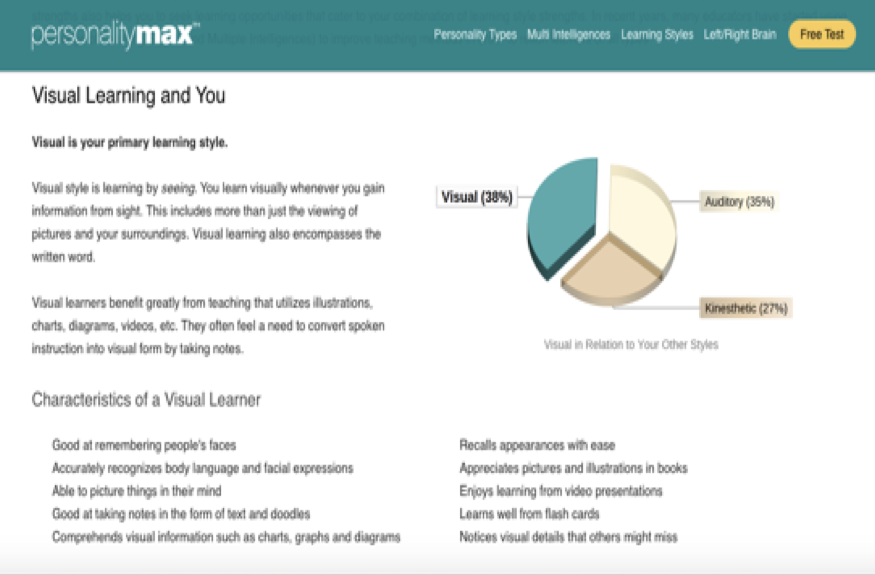 personalitymax™
Personality Types Multi Intelligences Learning Styles Left/Right Brain Free Test
Visual Learning and You
Visual is your primary learning style.
Visual style is learning by seeing. You learn visually whenever you gain
information from sight. This includes more than just the viewing of
pictures and your surroundings. Visual learning also encompasses the
written word.
Visual learners benefit greatly from teaching that utilizes illustrations,
charts, diagrams, videos, etc. They often feel a need to convert spoken
instruction into visual form by taking notes.
Visual (38%)
Auditory (35%)
Kinesthetic (27%)
Visual in Relation to Your Other Styles
Characteristics of a Visual Learner
Good at remembering people's faces
Accurately recognizes body language and facial expressions
Able to picture things in their mind
Good at taking notes in the form of text and doodles
Comprehends visual information such as charts, graphs and diagrams
Recalls appearances with ease
Appreciates pictures and illustrations in books
Enjoys learning from video presentations
Learns well from flash cards
Notices visual details that others might miss